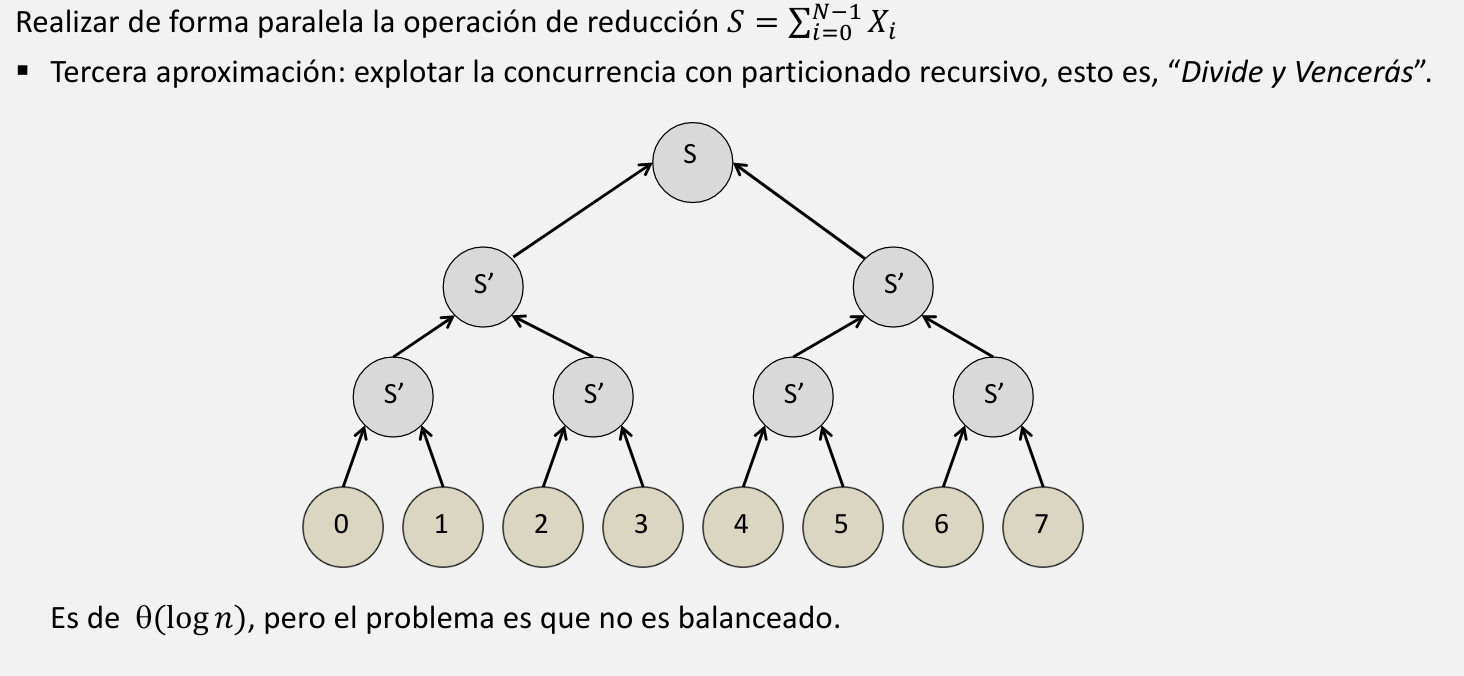 Realizar de forma paralela la operación de reducción $S = \sum_{i=0}^{N-1} X_i$
▪ Tercera aproximación: explotar la concurrencia con particionado recursivo, esto es, “Divide y Vencerás”.
S
S’ S’
S’ S’ S’ S’
0 1 2 3 4 5 6 7
Es de θ(log n), pero el problema es que no es balanceado.